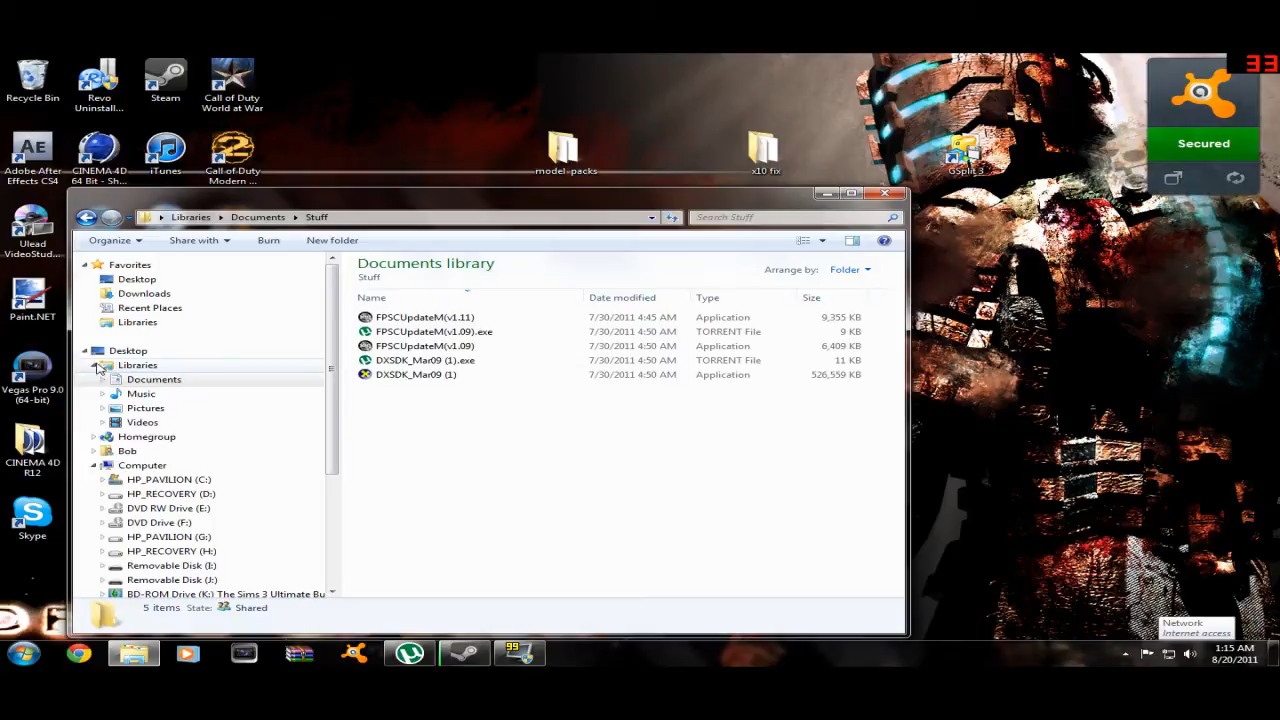 33
Recycle Bin
Revo
Uninstall...
Steam
Call of Duty
World at War
Secured
Adobe After
Effects CS4
CINEMA 4D
64 Bit - Sh...
iTunes
Call of Duty
Modern ...
model-packs
x10 fix
GSplit 3
Ulead
VideoStud...
Paint.NET
Vegas Pro 9.0
(64-bit)
CINEMA 4D
R12
Skype
Libraries Documents Stuff
Search Stuff
Organize Share with Burn New folder
Favorites
Desktop
Downloads
Recent Places
Libraries
Desktop
Libraries
Documents
Music
Pictures
Videos
Homegroup
Bob
Computer
HP_PAVILION (C:)
HP_RECOVERY (D:)
DVD RW Drive (E:)
DVD Drive (F:)
HP_PAVILION (G:)
HP_RECOVERY (H:)
Removable Disk (I:)
Removable Disk (J:)
BD-ROM Drive (K:) The Sims 3 Ultimate Bu
Documents library
Stuff
Arrange by: Folder
Name Date modified Type Size
FPSCUpdateM(v1.11) 7/30/2011 4:45 AM Application 9,355 KB
FPSCUpdateM(v1.09).exe 7/30/2011 4:50 AM TORRENT File 9 KB
FPSCUpdateM(v1.09) 7/30/2011 4:50 AM Application 6,409 KB
DXSDK_Mar09 (1).exe 7/30/2011 4:50 AM TORRENT File 11 KB
DXSDK_Mar09 (1) 7/30/2011 4:50 AM Application 526,559 KB
5 items State: Shared
Network
Internet access
99
1:15 AM
8/20/2011